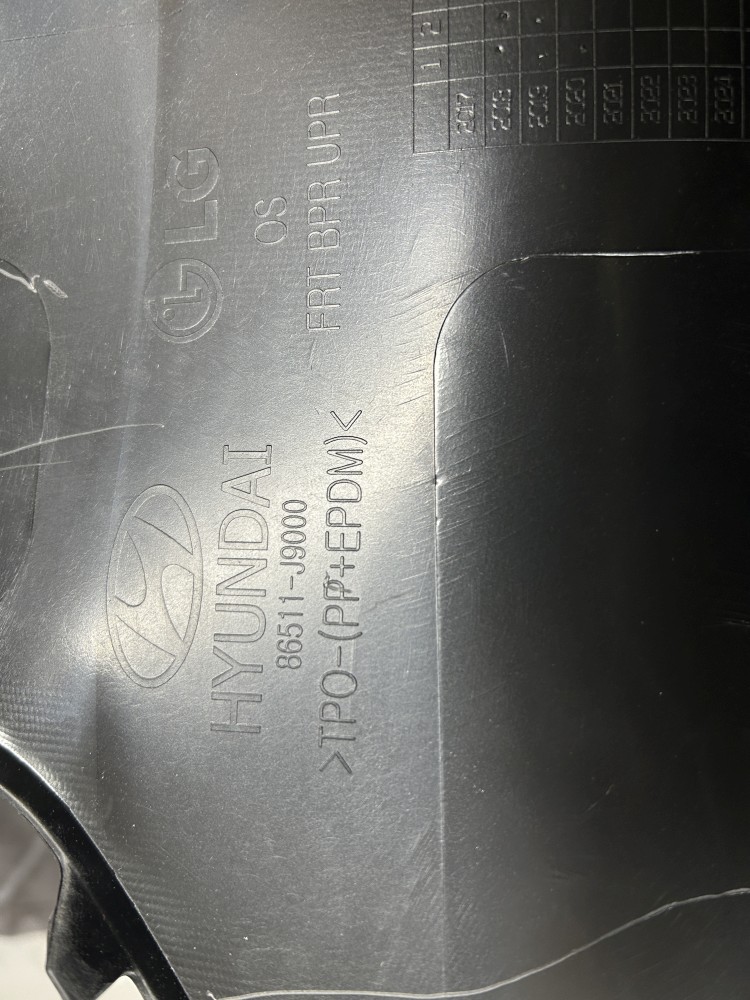 LG
OS
FRT BPR UPR
HYUNDAI
86511-J9000
>TPO-(PP+EPDM)<
1 2
2017
2018
2019
2020
2021
2022
2023
2024